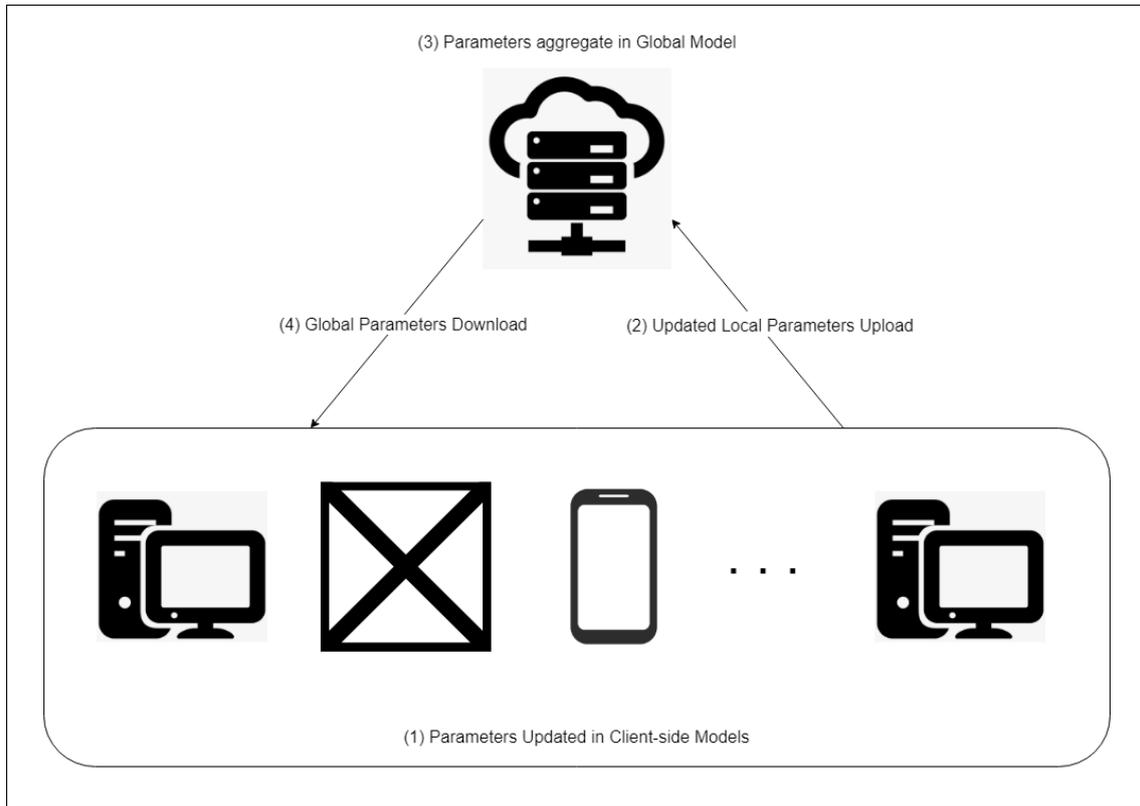 (3) Parameters aggregate in Global Model
(4) Global Parameters Download
(2) Updated Local Parameters Upload
. . .
(1) Parameters Updated in Client-side Models